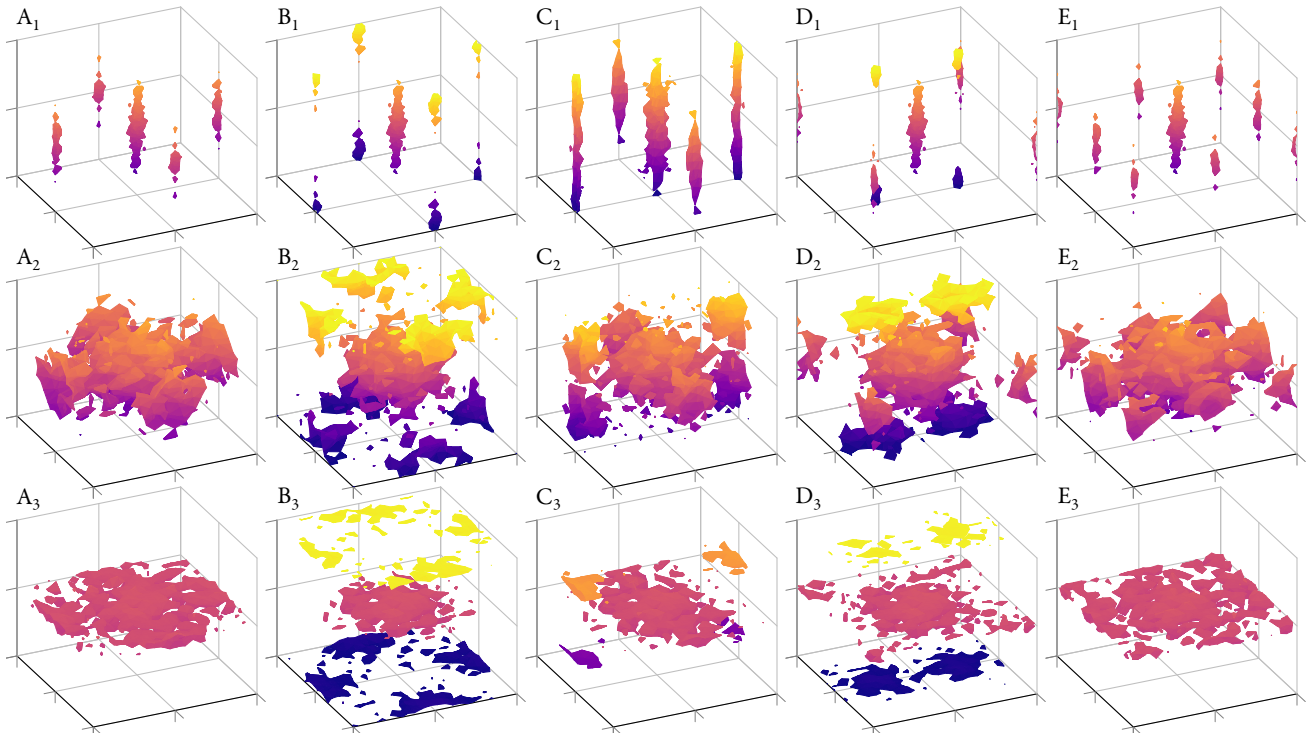 A₁ B₁ C₁ D₁ E₁
A₂ B₂ C₂ D₂ E₂
A₃ B₃ C₃ D₃ E₃